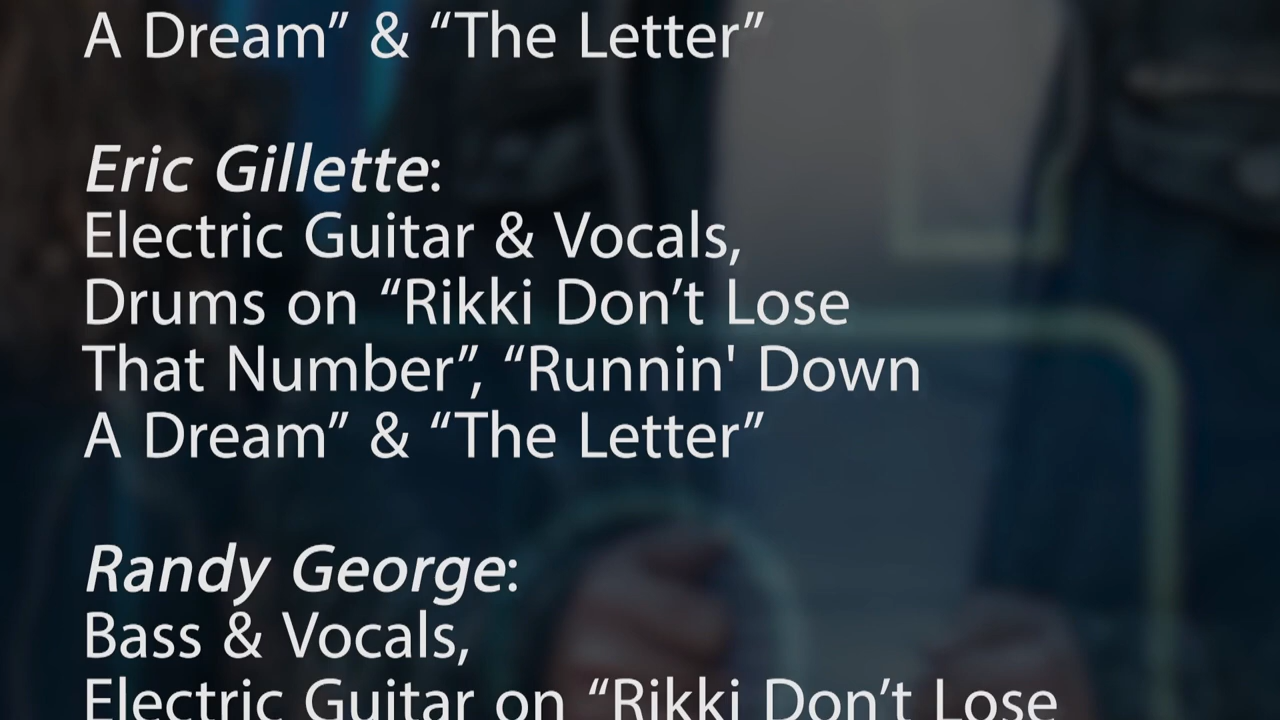 A Dream” & “The Letter”
Eric Gillette:
Electric Guitar & Vocals,
Drums on “Rikki Don’t Lose
That Number”, “Runnin' Down
A Dream” & “The Letter”
Randy George:
Bass & Vocals,
Electric Guitar on “Rikki Don’t Lose